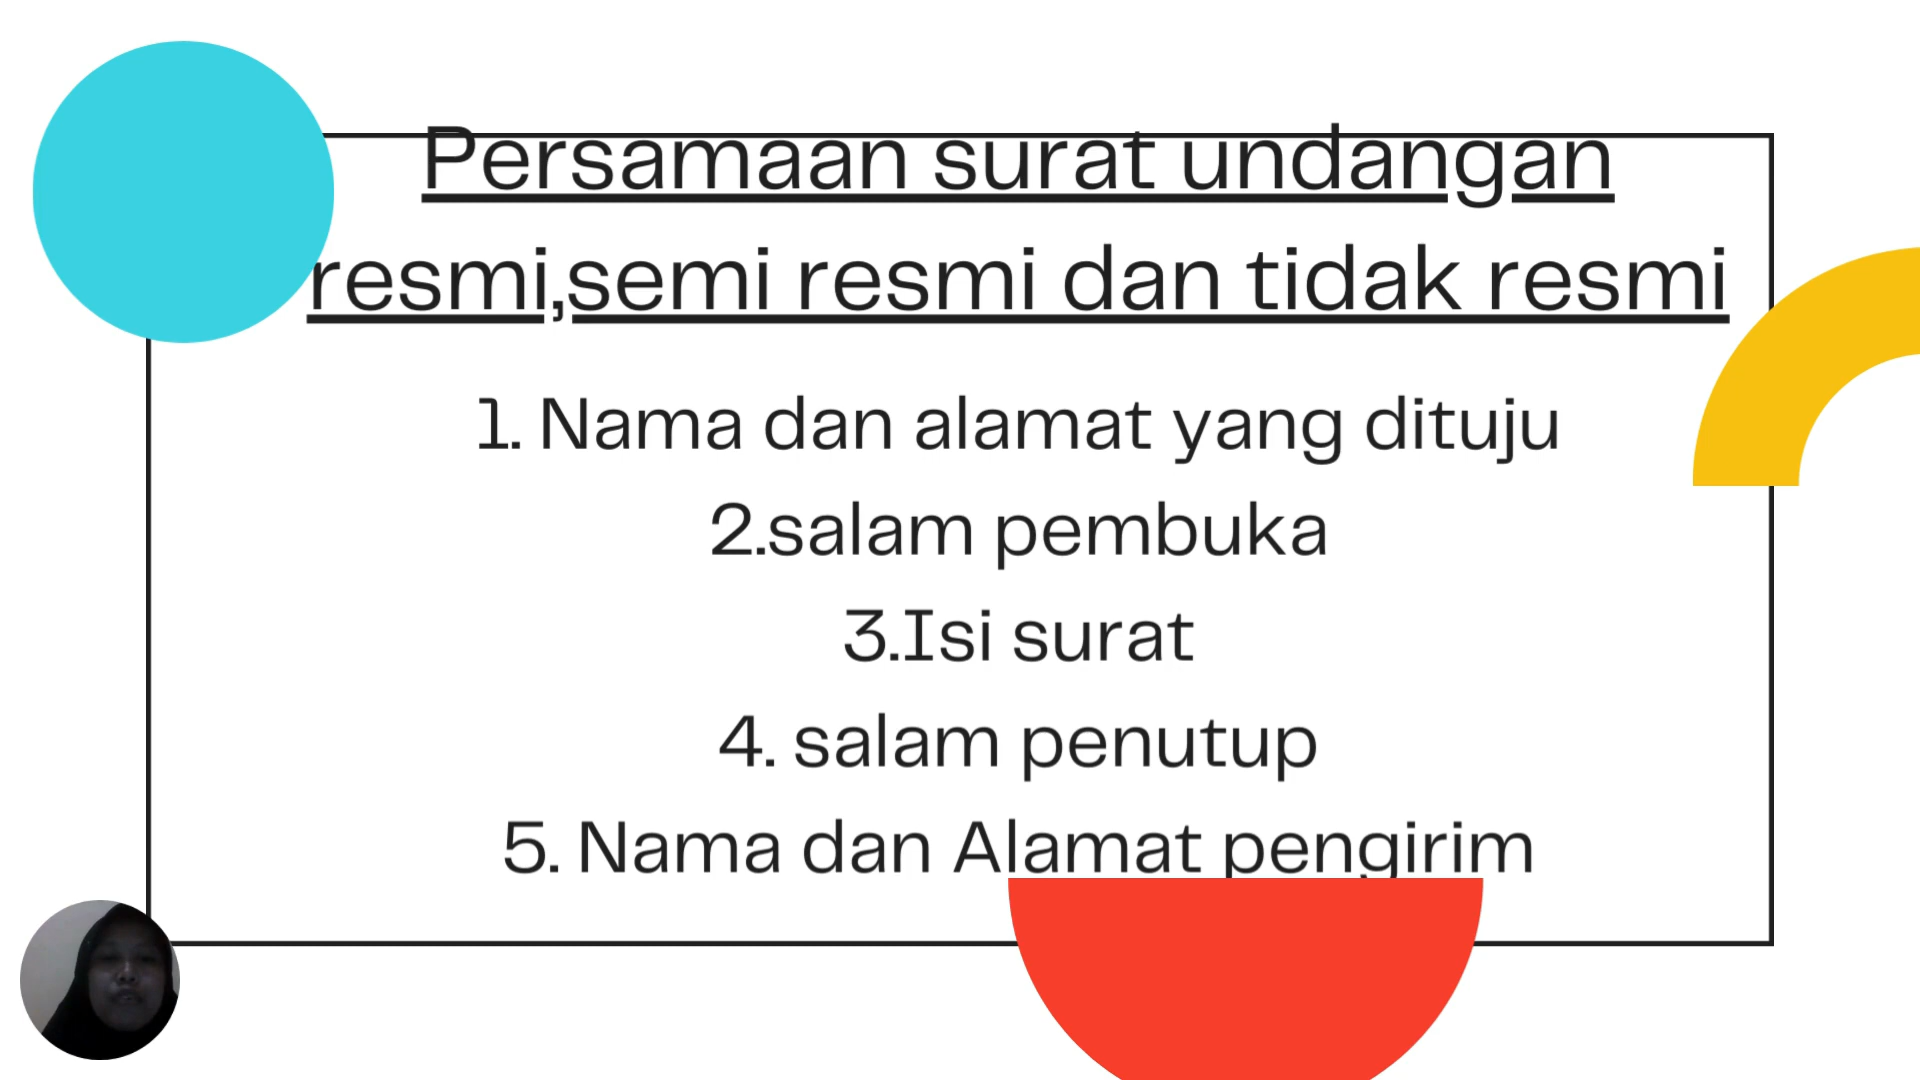 Persamaan surat undangan
resmi,semi resmi dan tidak resmi
1. Nama dan alamat yang dituju
2.salam pembuka
3.Isi surat
4. salam penutup
5. Nama dan Alamat pengirim